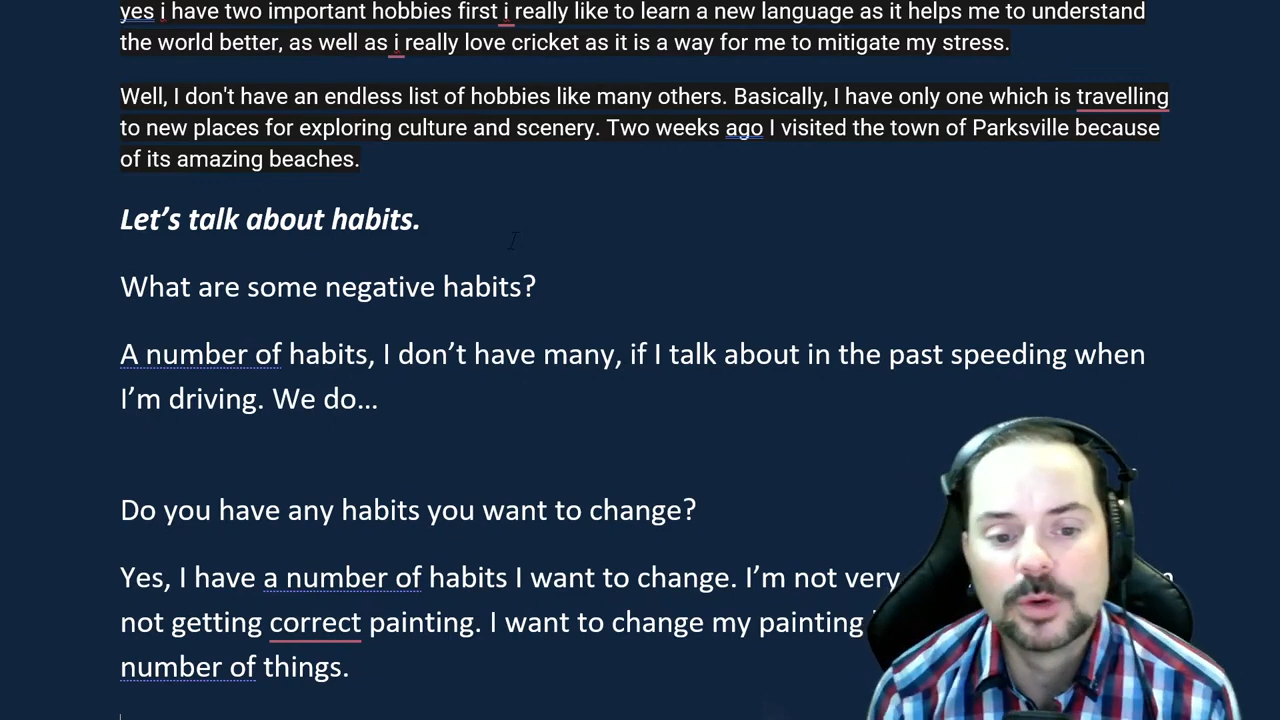 yes i have two important hobbies first i really like to learn a new language as it helps me to understand
the world better, as well as i really love cricket as it is a way for me to mitigate my stress.
Well, I don't have an endless list of hobbies like many others. Basically, I have only one which is travelling
to new places for exploring culture and scenery. Two weeks ago I visited the town of Parksville because
of its amazing beaches.
Let's talk about habits.
What are some negative habits?
A number of habits, I don't have many, if I talk about in the past speeding when
I'm driving. We do…
Do you have any habits you want to change?
Yes, I have a number of habits I want to change. I'm not very
not getting correct painting. I want to change my painting
number of things.